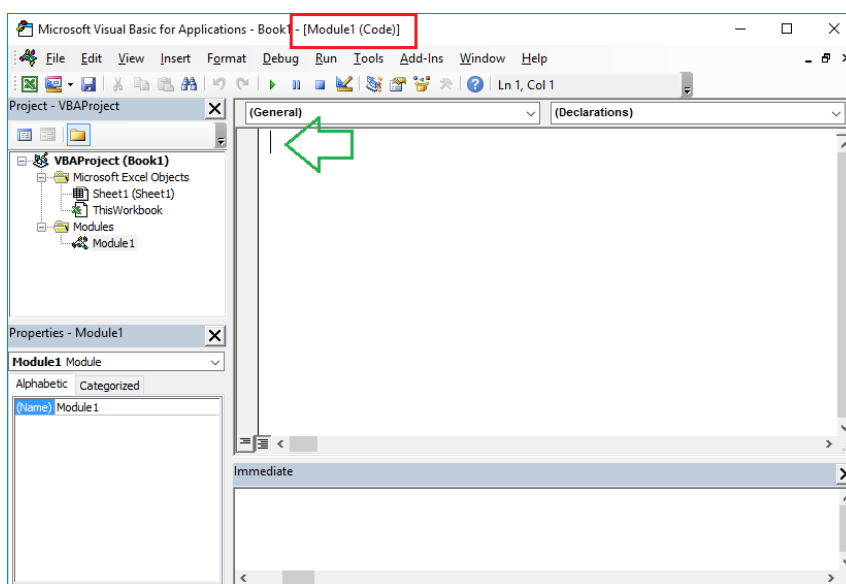 Microsoft Visual Basic for Applications - Book1 - [Module1 (Code)]
File Edit View Insert Format Debug Run Tools Add-Ins Window Help
Ln 1, Col 1
Project - VBAProject
(General)
(Declarations)
VBAProject (Book1)
Microsoft Excel Objects
Sheet1 (Sheet1)
ThisWorkbook
Modules
Module1
Properties - Module1
Module1 Module
Alphabetic Categorized
(Name) Module1
Immediate